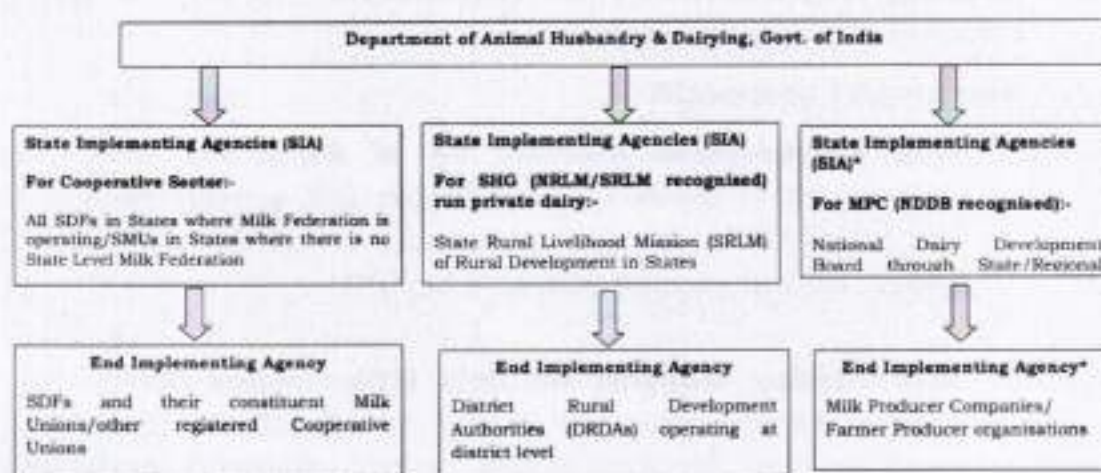 Department of Animal Husbandry & Dairying, Govt. of India
State Implementing Agencies (SIA)
For Cooperative Sector:-
All SDFs in States where Milk Federation is
operating/SMUs in States where there is no
State Level Milk Federation
State Implementing Agencies (SIA)
For SHG (NRLM/SRLM recognised)
run private dairy:-
State Rural Livelihood Mission (SRLM)
of Rural Development in States
State Implementing Agencies
(SIA)*
For MPC (NDDB recognised):-
National Dairy Development
Board through State/Regional
End Implementing Agency
SDFs and their constituent Milk
Unions/other registered Cooperative
Unions
End Implementing Agency
District Rural Development
Authorities (DRDAs) operating at
district level
End Implementing Agency*
Milk Producer Companies/
Farmer Producer organisations